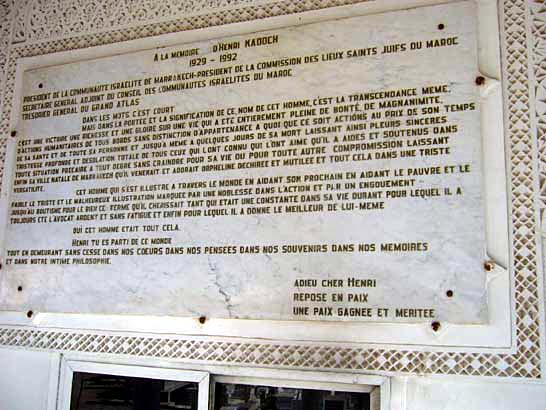 A LA MEMOIRE D'HENRI KADOCH
1929 - 1992
PRESIDENT DE LA COMMUNAUTE ISRAELITE DE MARRAKECH-PRESIDENT DE LA COMMISSION DES LIEUX SAINTS JUIFS DU MAROC
SECRETAIRE GENERAL ADJOINT DU CONSEIL DES COMMUNAUTES ISRAELITES DU MAROC
TRESORIER GENERAL DU GRAND ATLAS
DANS LES MOTS C'EST COURT
MAIS DANS LA PORTEE ET LA SIGNIFICATION DE CE, NOM DE CET HOMME, C'EST LA TRANSCENDANCE MEME,
C'EST UNE VICTOIRE UNE RICHESSE ET UNE GLOIRE SUR UNE VIE QUI A ETE ENTIEREMENT PLEINE DE BONTÉ, DE MAGNANIMITE,
D'ACTIONS HUMANITAIRES DE TOUS BORDS SANS DISTINCTION D'APPARTENANCE A QUOI QUE CE SOIT ACTIONS AU PRIX DE SON TEMPS
DE SA SANTE ET DE TOUTE SA PERSONNE ET JUSQU'A MEME A QUELQUES JOURS DE SA MORT LAISSANT AINSI PLEURS SINCERES
TRISTESSE PROFONDE ET DESOLATION TOTALE DE TOUS CEUX QUI L'ONT CONNU QUI L'ONT AIME QU'IL A AIDES ET SOUTENUS DANS
TOUTE SITUATION PRECAIRE A TOUT DEGRE SANS CRAINDRE POUR SA VIE OU POUR TOUTE AUTRE COMPROMISSION LAISSANT
ENFIN SA VILLE NATALE DE MARRAKECH QU'IL VENERAIT ET ADORAIT ORPHELINE DECHIREE ET MUTILEE ET TOUT CELA DANS UNE TRISTE
ROTATIVITE.
CET HOMME QUI S'EST ILLUSTRE A TRAVERS LE MONDE EN AIDANT SON PROCHAIN EN AIDANT LE PAUVRE ET LE
FAIBLE LE TRISTE ET LE MALHEUREUX ILLUSTRATION MARQUEE PAR UNE NOBLESSE DANS L'ACTION ET PAR UN ENGOUEMENT
JUSQU'AU BOUTISME POUR LE BIEN CE- TERME QU'IL CHERISSAIT TANT QUI ETAIT UNE CONSTANTE DANS SA VIE DURANT LEQUEL IL A
TOUJOURS ETE L'AVOCAT ARDENT ET SANS FATIGUE ET ENFIN POUR LEQUEL IL A DONNE LE MEILLEUR DE LUI-MEME
OUI CET HOMME ETAIT TOUT CELA.
HENRI TU ES PARTI DE CE MONDE
TOUT EN DEMEURANT SANS CESSE DANS NOS COEURS DANS NOS PENSEES DANS NOS SOUVENIRS DANS NOS MEMOIRES
ET DANS NOTRE INTIME PHILOSOPHIE.
ADIEU CHER HENRI
REPOSE EN PAIX
UNE PAIX GAGNEE ET MERITEE